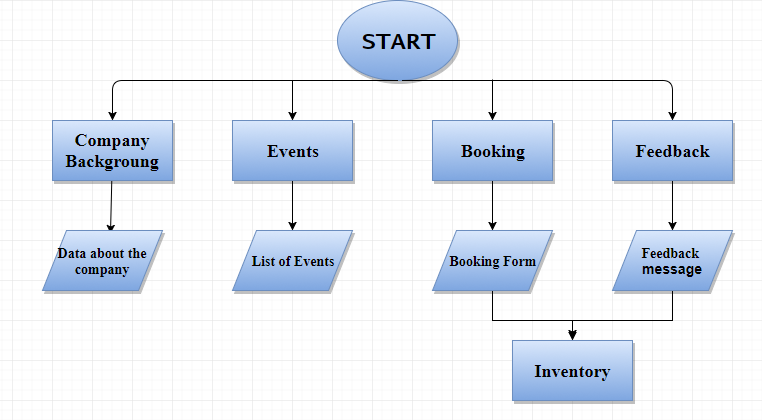 START
Company
Backgroung
Events
Booking
Feedback
Data about the
company
List of Events
Booking Form
Feedback
message
Inventory